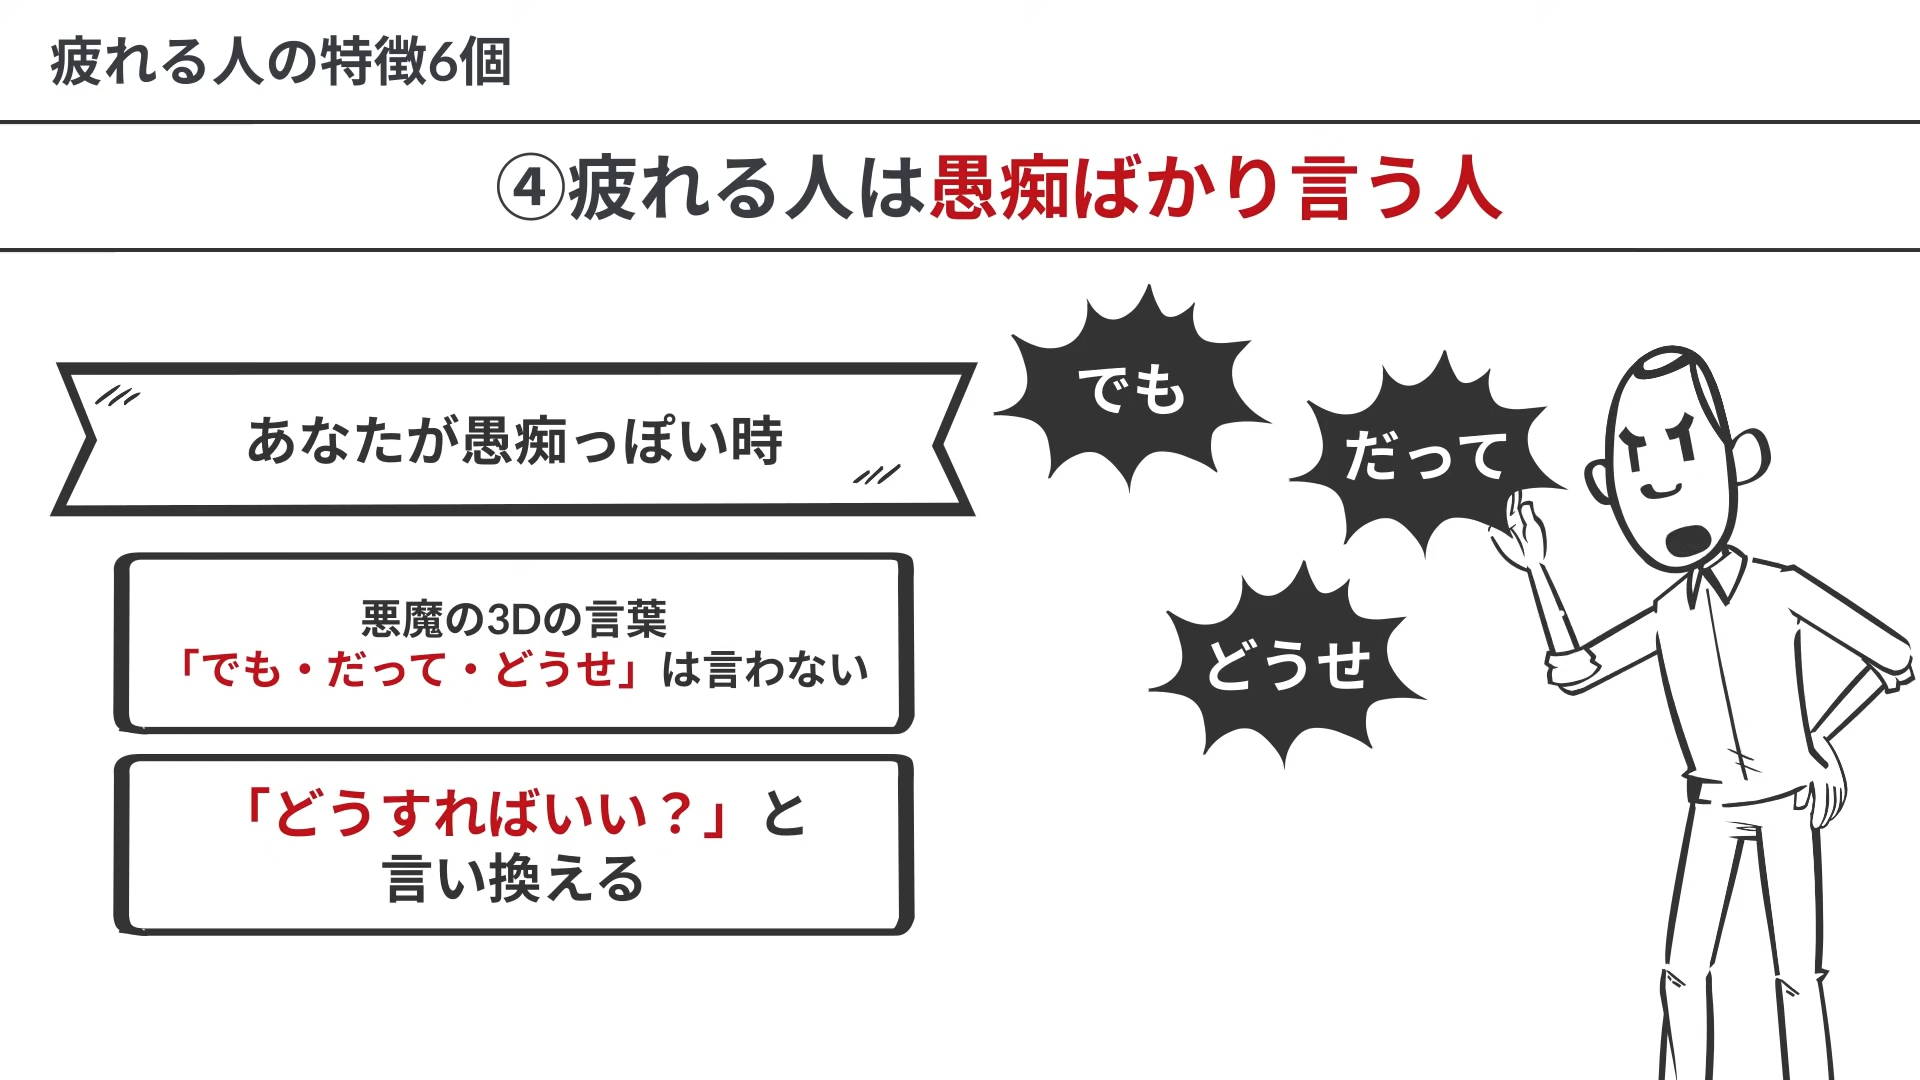 疲れる人の特徴6個
④疲れる人は愚痴ばかり言う人
あなたが愚痴っぽい時
悪魔の3Dの言葉
「でも・だって・どうせ」は言わない
「どうすればいい？」と
言い換える
でも
だって
どうせ